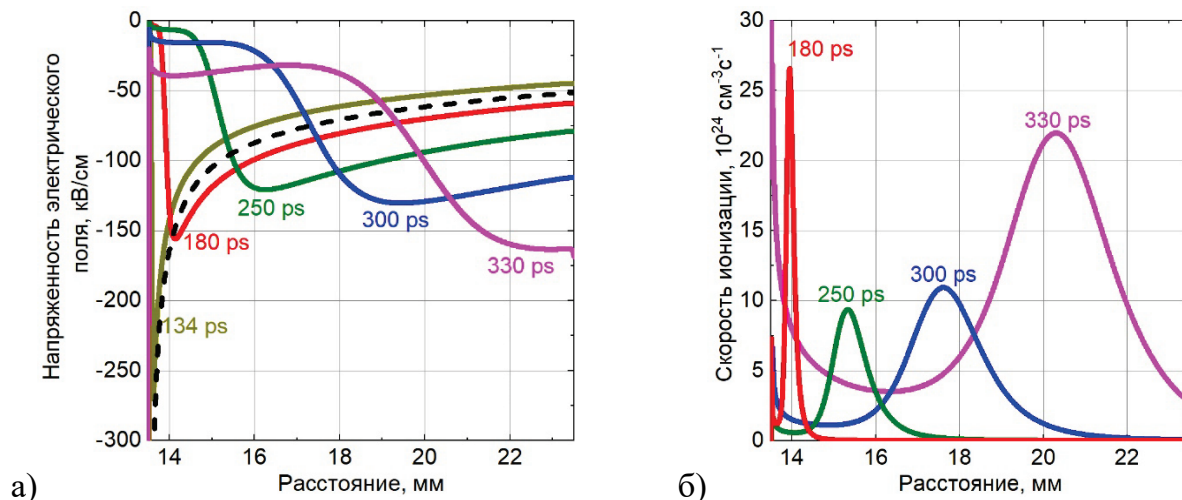 Напряженность электрического
поля, кВ/см
0
-50
-100
-150
-200
-250
-300
134 ps
180 ps
250 ps
300 ps
330 ps
14 16 18 20 22
Расстояние, мм
а)
Скорость ионизации, 10²⁴ см⁻³с⁻¹
30
25
20
15
10
5
0
180 ps
250 ps
300 ps
330 ps
14 16 18 20 22
Расстояние, мм
б)